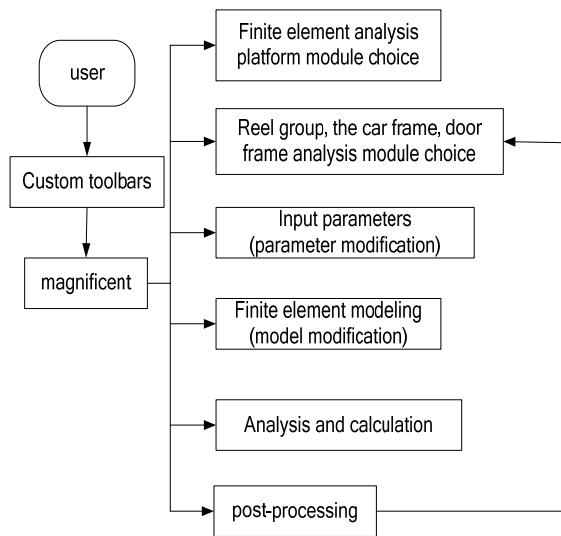 user
Custom toolbars
magnificent
Finite element analysis
platform module choice
Reel group, the car frame, door
frame analysis module choice
Input parameters
(parameter modification)
Finite element modeling
(model modification)
Analysis and calculation
post-processing